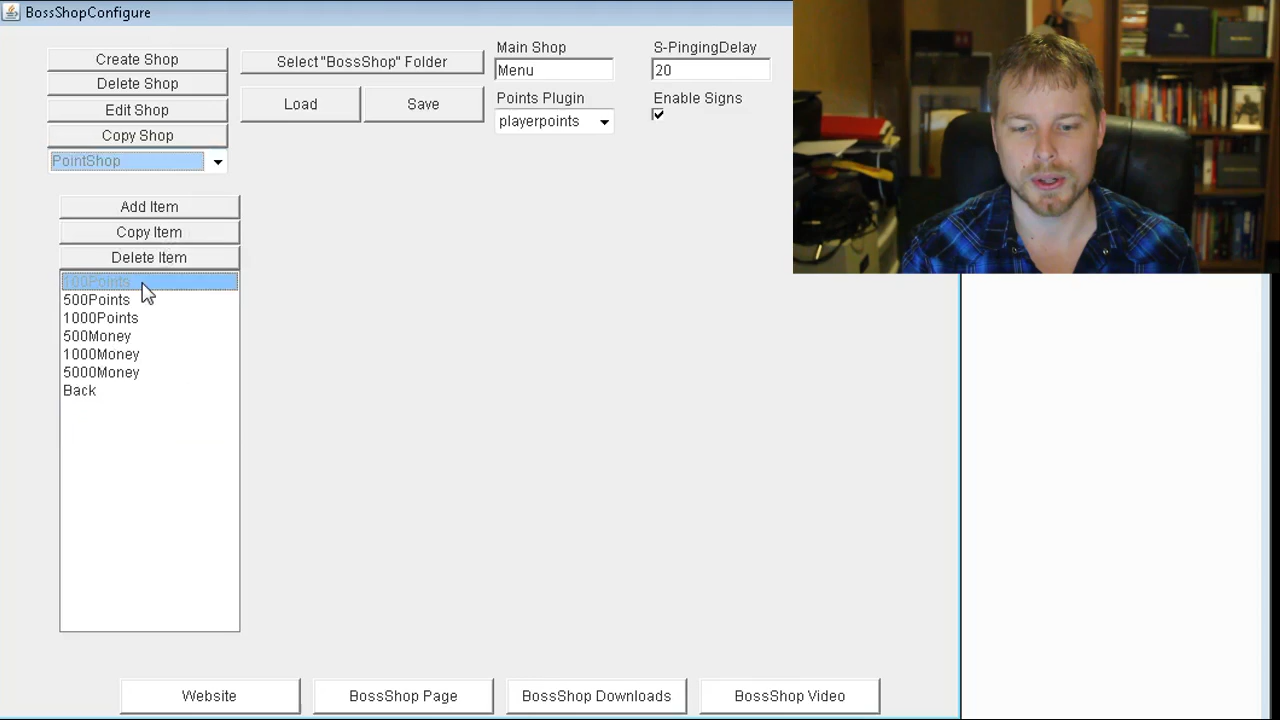 BossShopConfigure
Create Shop
Delete Shop
Edit Shop
Copy Shop
PointShop
Select "BossShop" Folder
Load
Save
Main Shop
Menu
Points Plugin
playerpoints
S-PingingDelay
20
Enable Signs
Add Item
Copy Item
Delete Item
100Points
500Points
1000Points
500Money
1000Money
5000Money
Back
Website
BossShop Page
BossShop Downloads
BossShop Video